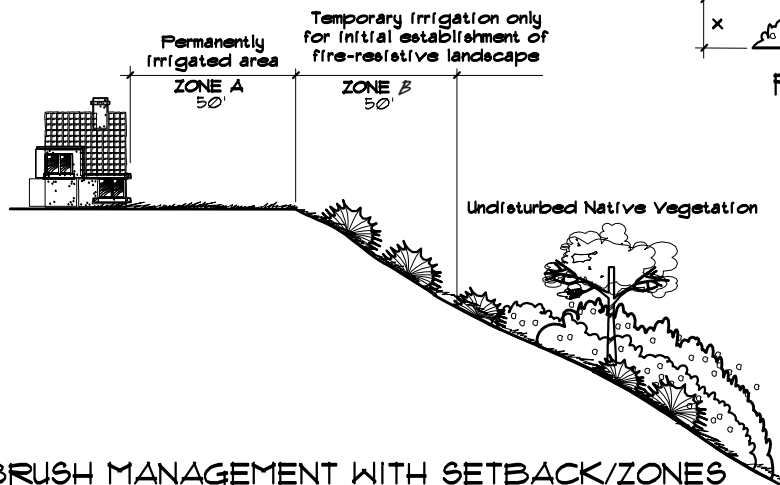 Temporary irrigation only
for initial establishment of
fire-resistive landscape
Permanently
irrigated area
ZONE A
50'
ZONE B
50'
x
Undisturbed Native Vegetation
BRUSH MANAGEMENT WITH SETBACK/ZONES